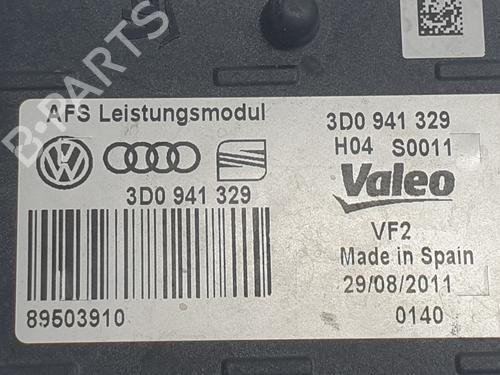 AFS Leistungsmodul
3D0 941 329
89503910
3D0 941 329
H04 S0011
Valeo
VF2
Made in Spain
29/08/2011
0140
B-PARTS